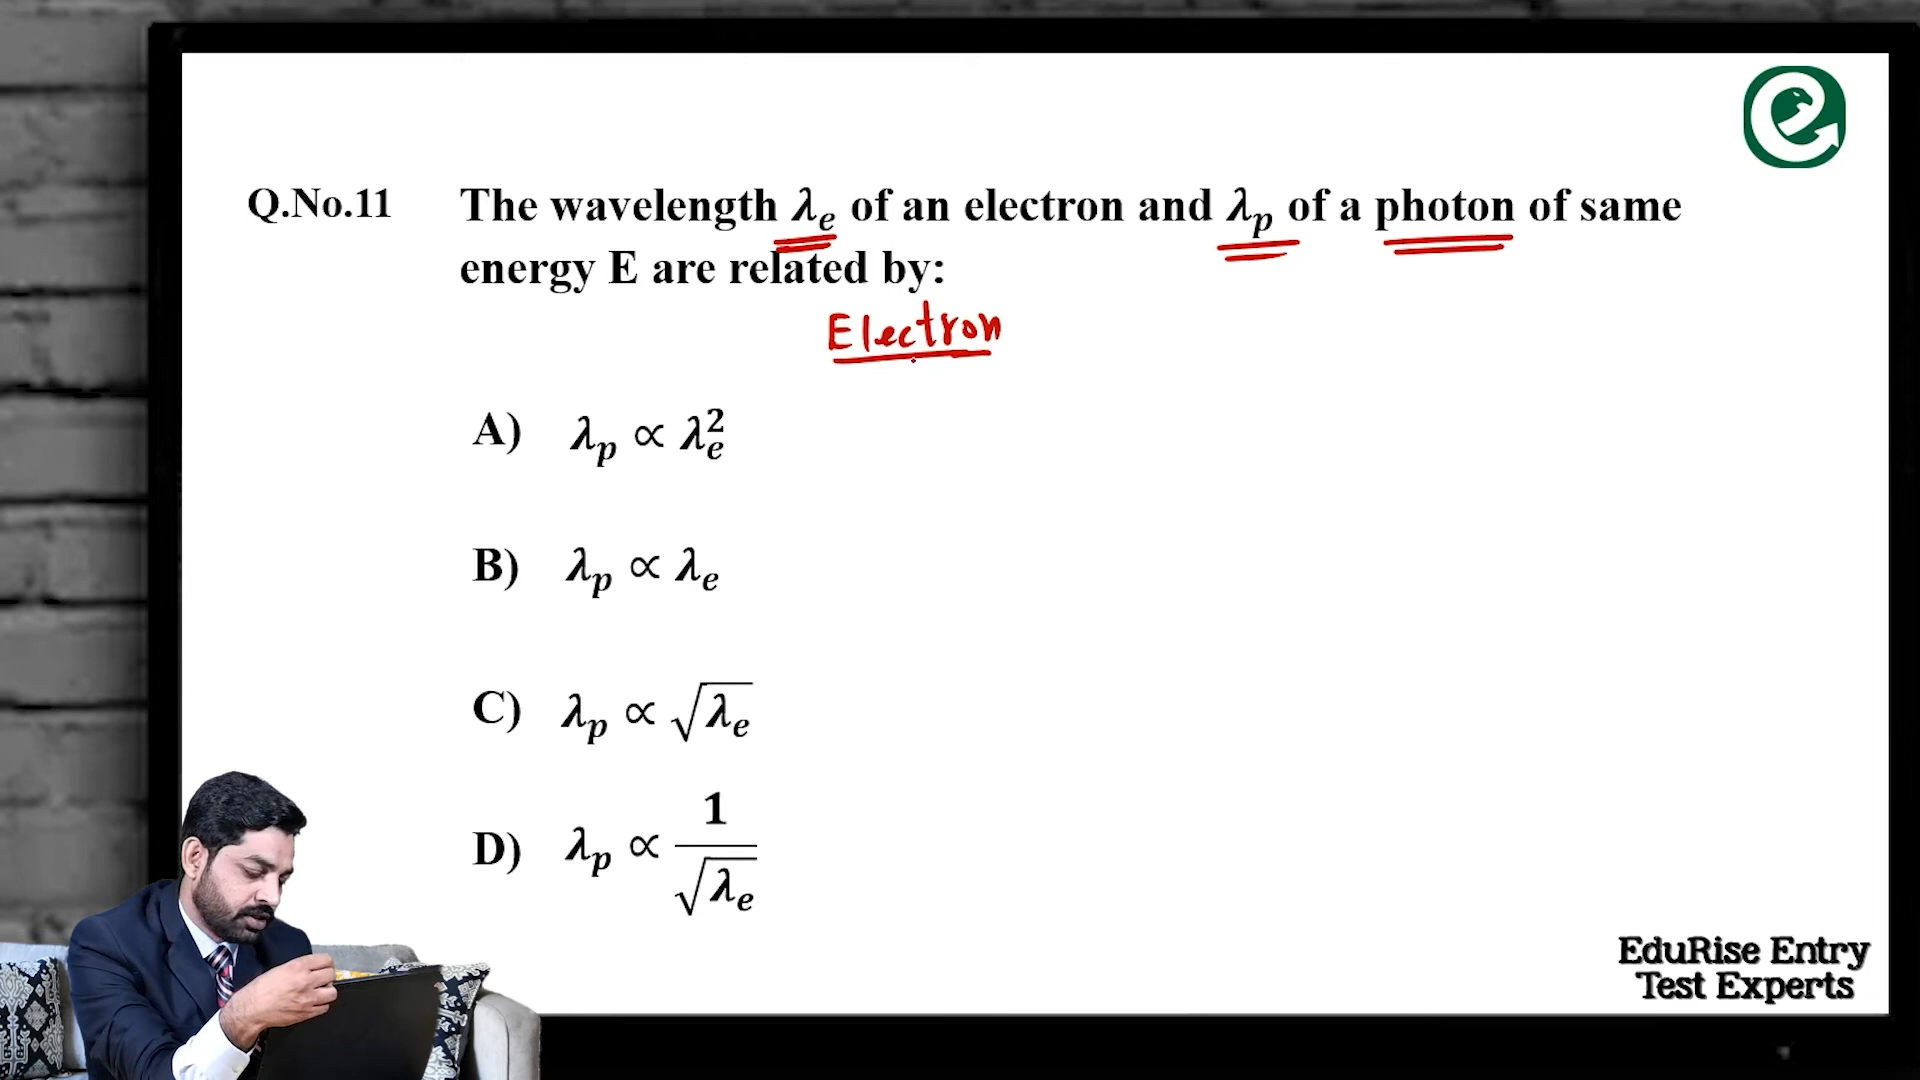 Q.No.11 The wavelength λₑ of an electron and λₚ of a photon of same
energy E are related by:
Electron
A) λₚ ∝ λₑ²
B) λₚ ∝ λₑ
C) λₚ ∝ √λₑ
D) λₚ ∝ 1/√λₑ
EduRise Entry
Test Experts